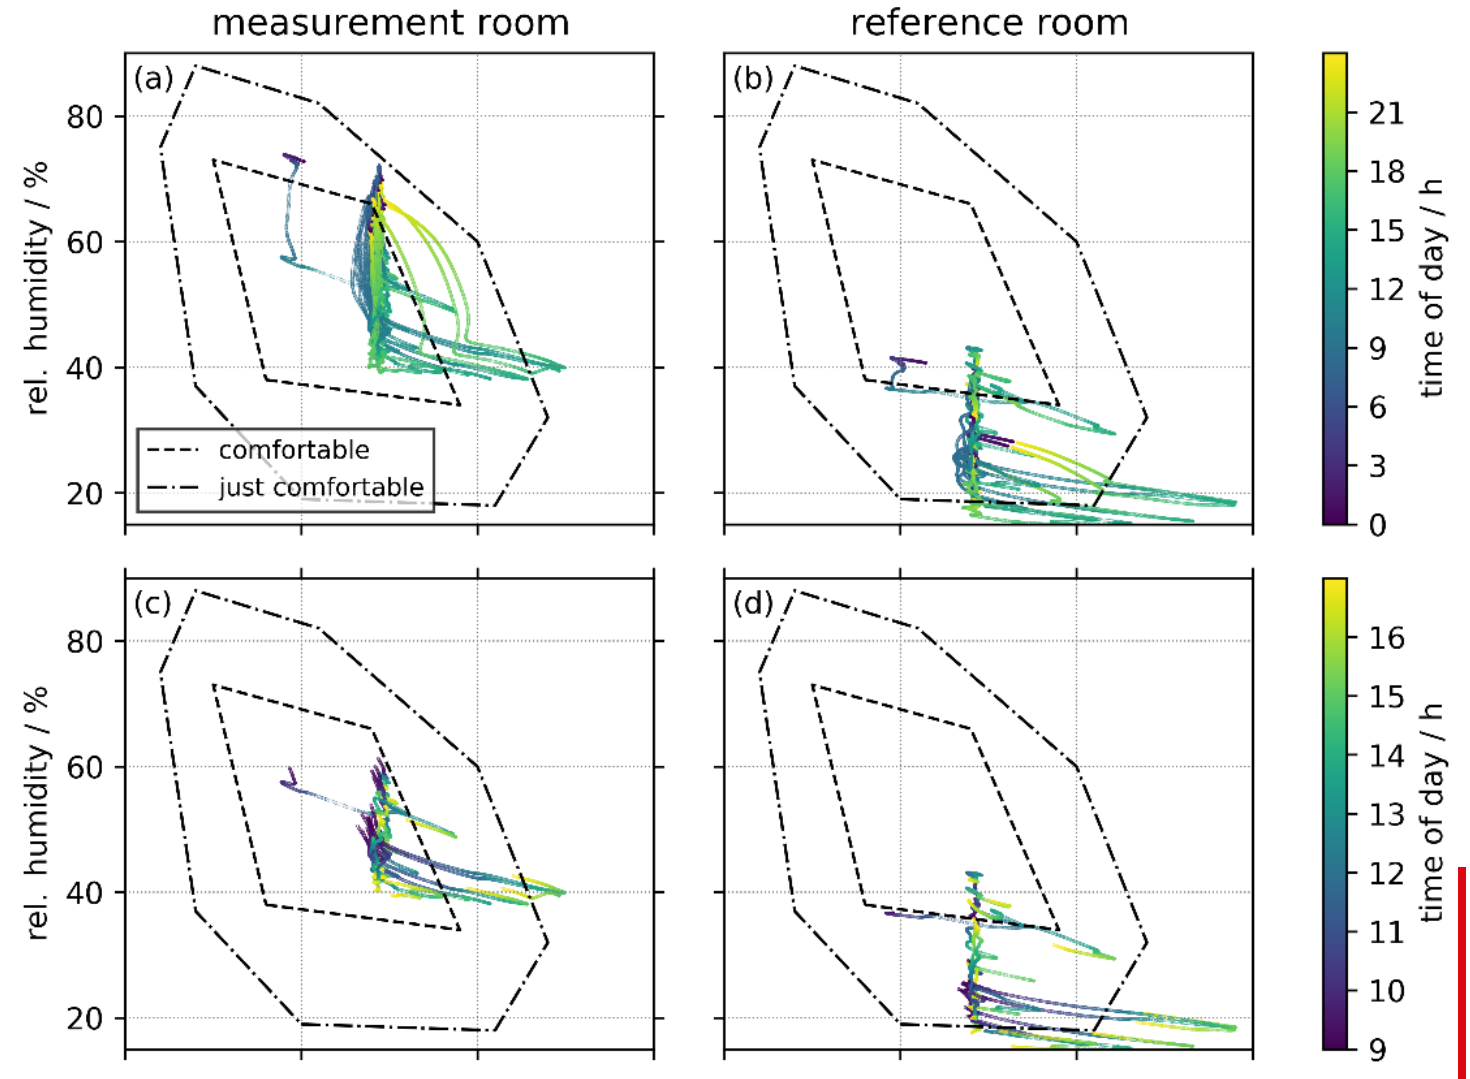 measurement room
reference room
(a)
(b)
80
60
40
20
rel. humidity / %
comfortable
just comfortable
21
18
15
12
9
6
3
0
time of day / h
(c)
(d)
80
60
40
20
rel. humidity / %
16
15
14
13
12
11
10
9
time of day / h